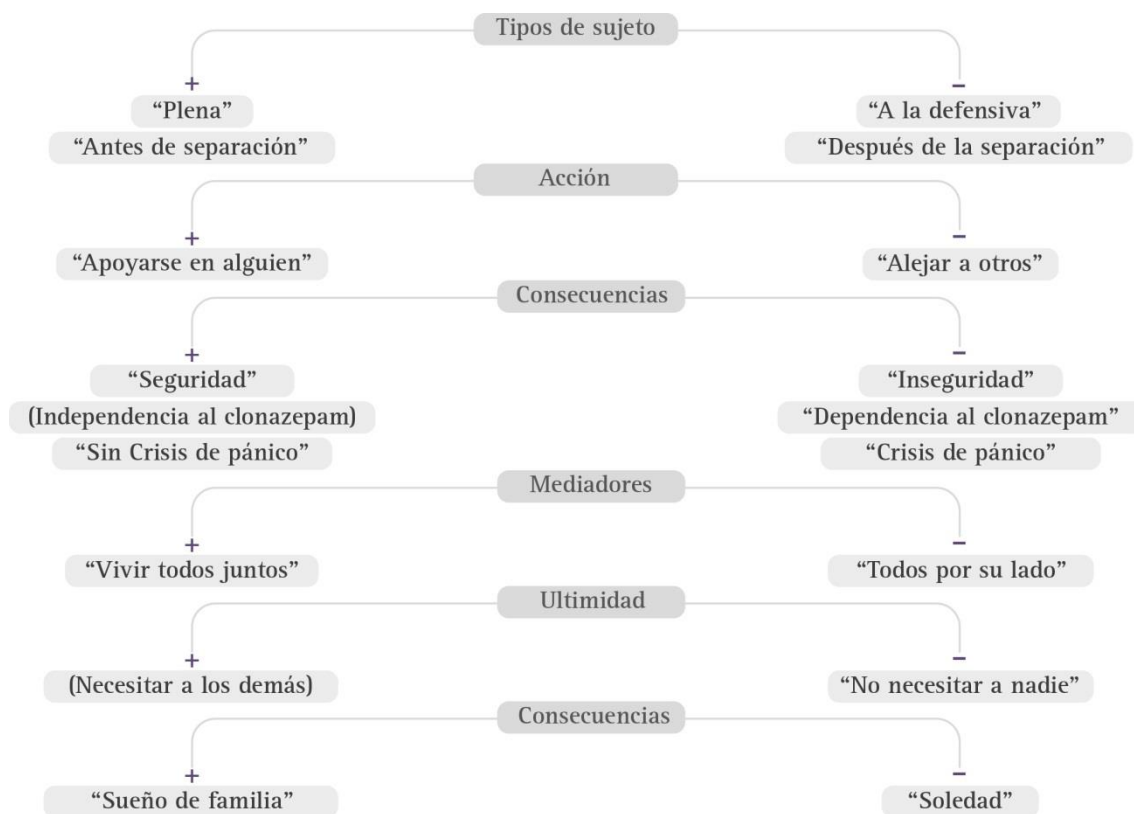 Tipos de sujeto
+ −
“Plena” “A la defensiva”
“Antes de separación” “Después de la separación”
Acción
+ −
“Apoyarse en alguien” “Alejar a otros”
Consecuencias
+ −
“Seguridad” “Inseguridad”
(Independencia al clonazepam) “Dependencia al clonazepam”
“Sin Crisis de pánico” “Crisis de pánico”
Mediadores
+ −
“Vivir todos juntos” “Todos por su lado”
Ultimidad
+ −
(Necesitar a los demás) “No necesitar a nadie”
Consecuencias
+ −
“Sueño de familia” “Soledad”